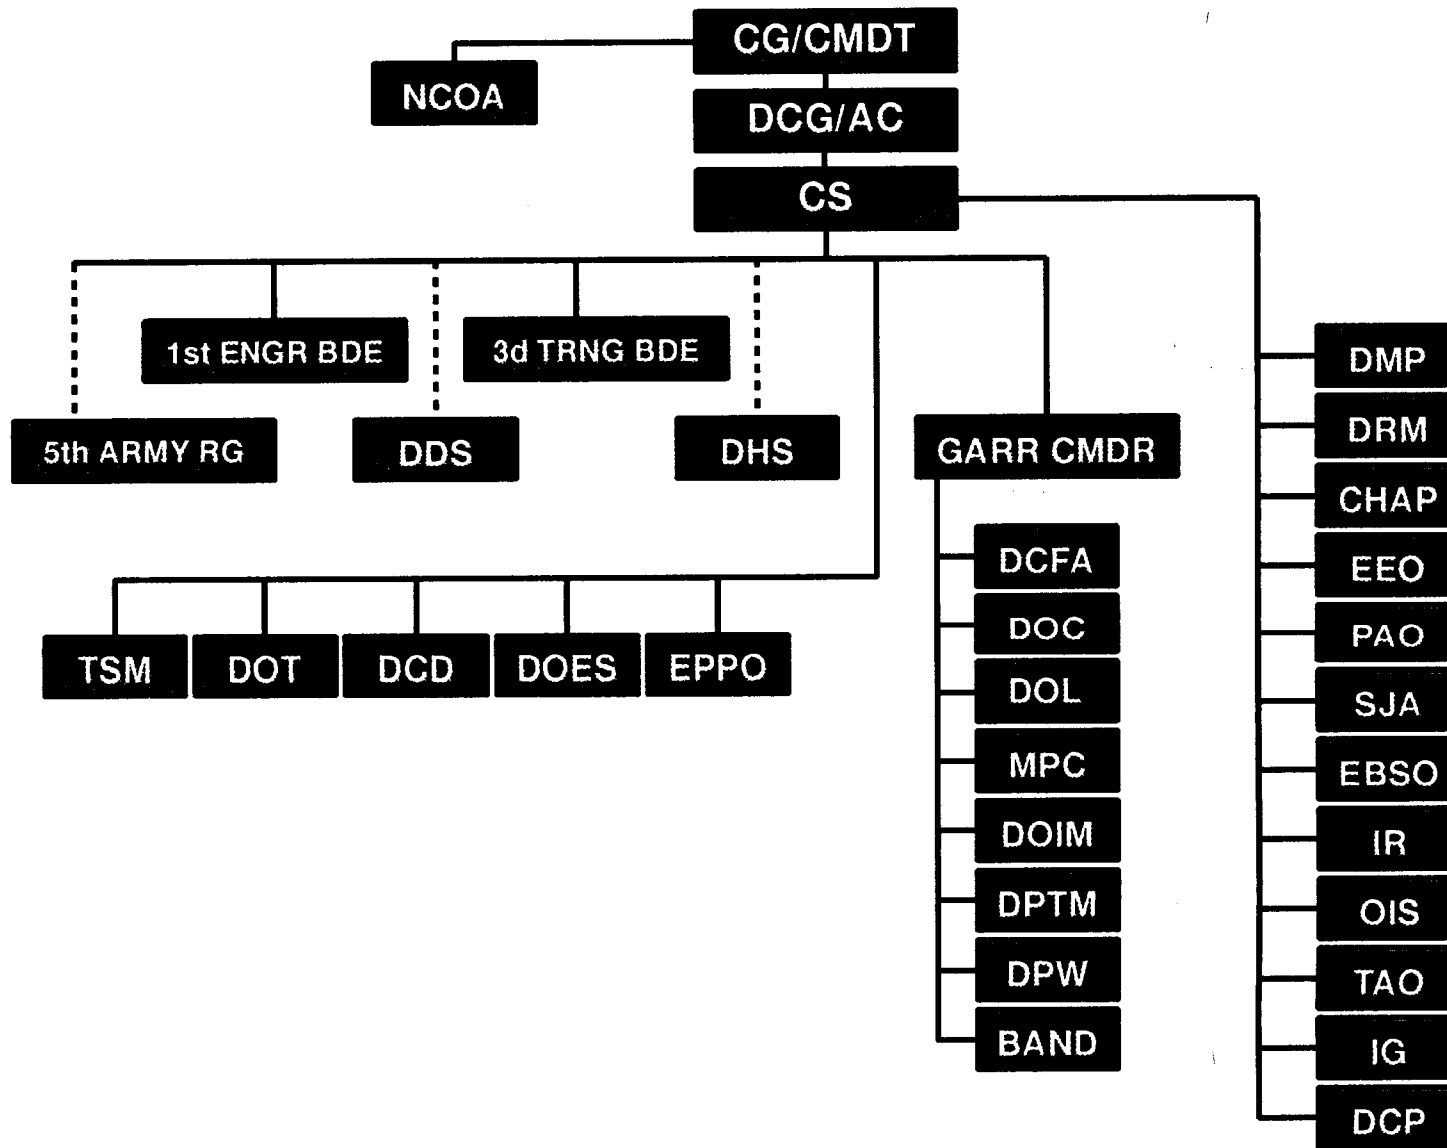 CG/CMDT
NCOA
DCG/AC
CS
1st ENGR BDE
3d TRNG BDE
5th ARMY RG
DDS
DHS
GARR CMDR
TSM
DOT
DCD
DOES
EPPO
DCFA
DOC
DOL
MPC
DOIM
DPTM
DPW
BAND
DMP
DRM
CHAP
EEO
PAO
SJA
EBSO
IR
OIS
TAO
IG
DCP